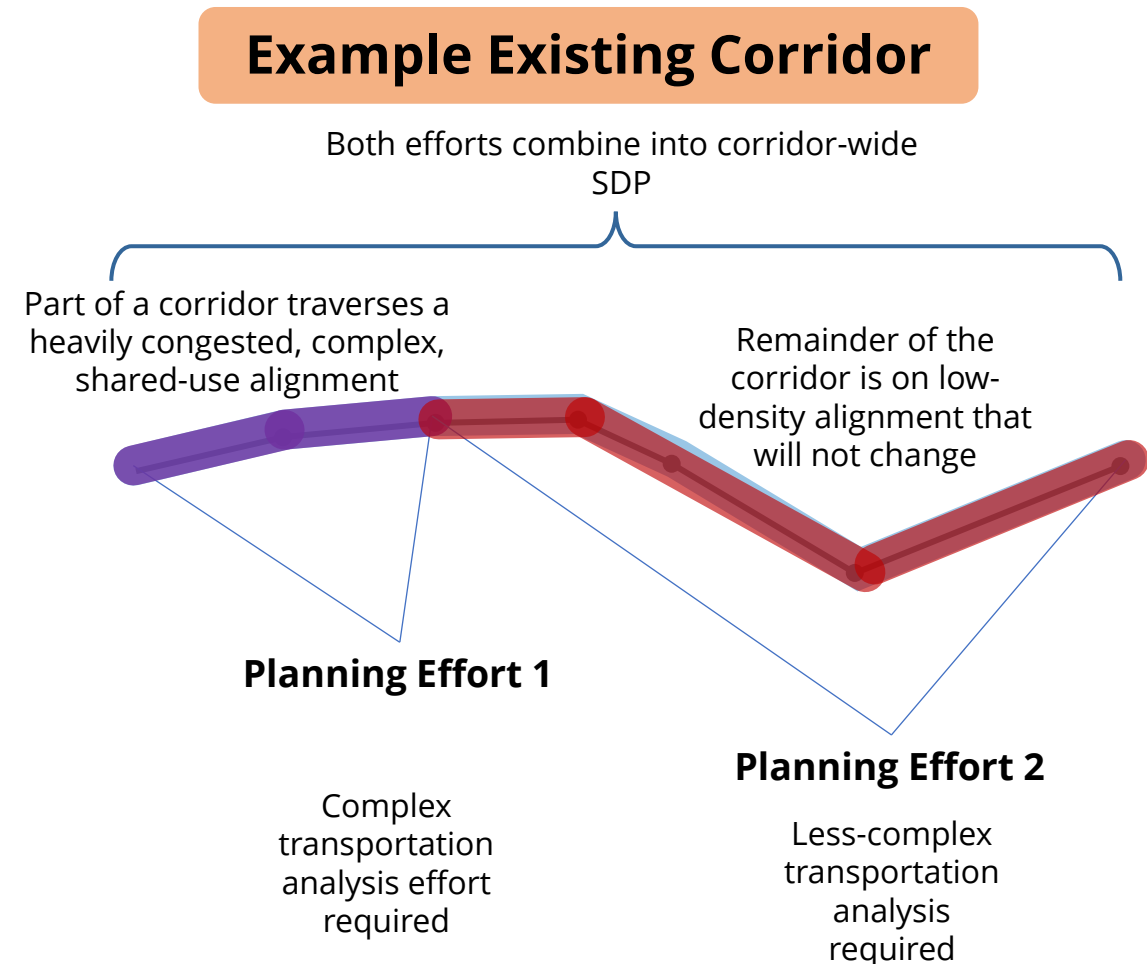 Example Existing Corridor
Both efforts combine into corridor-wide
SDP
Part of a corridor traverses a
heavily congested, complex,
shared-use alignment
Remainder of the
corridor is on low-
density alignment that
will not change
Planning Effort 1
Planning Effort 2
Complex
transportation
analysis effort
required
Less-complex
transportation
analysis
required